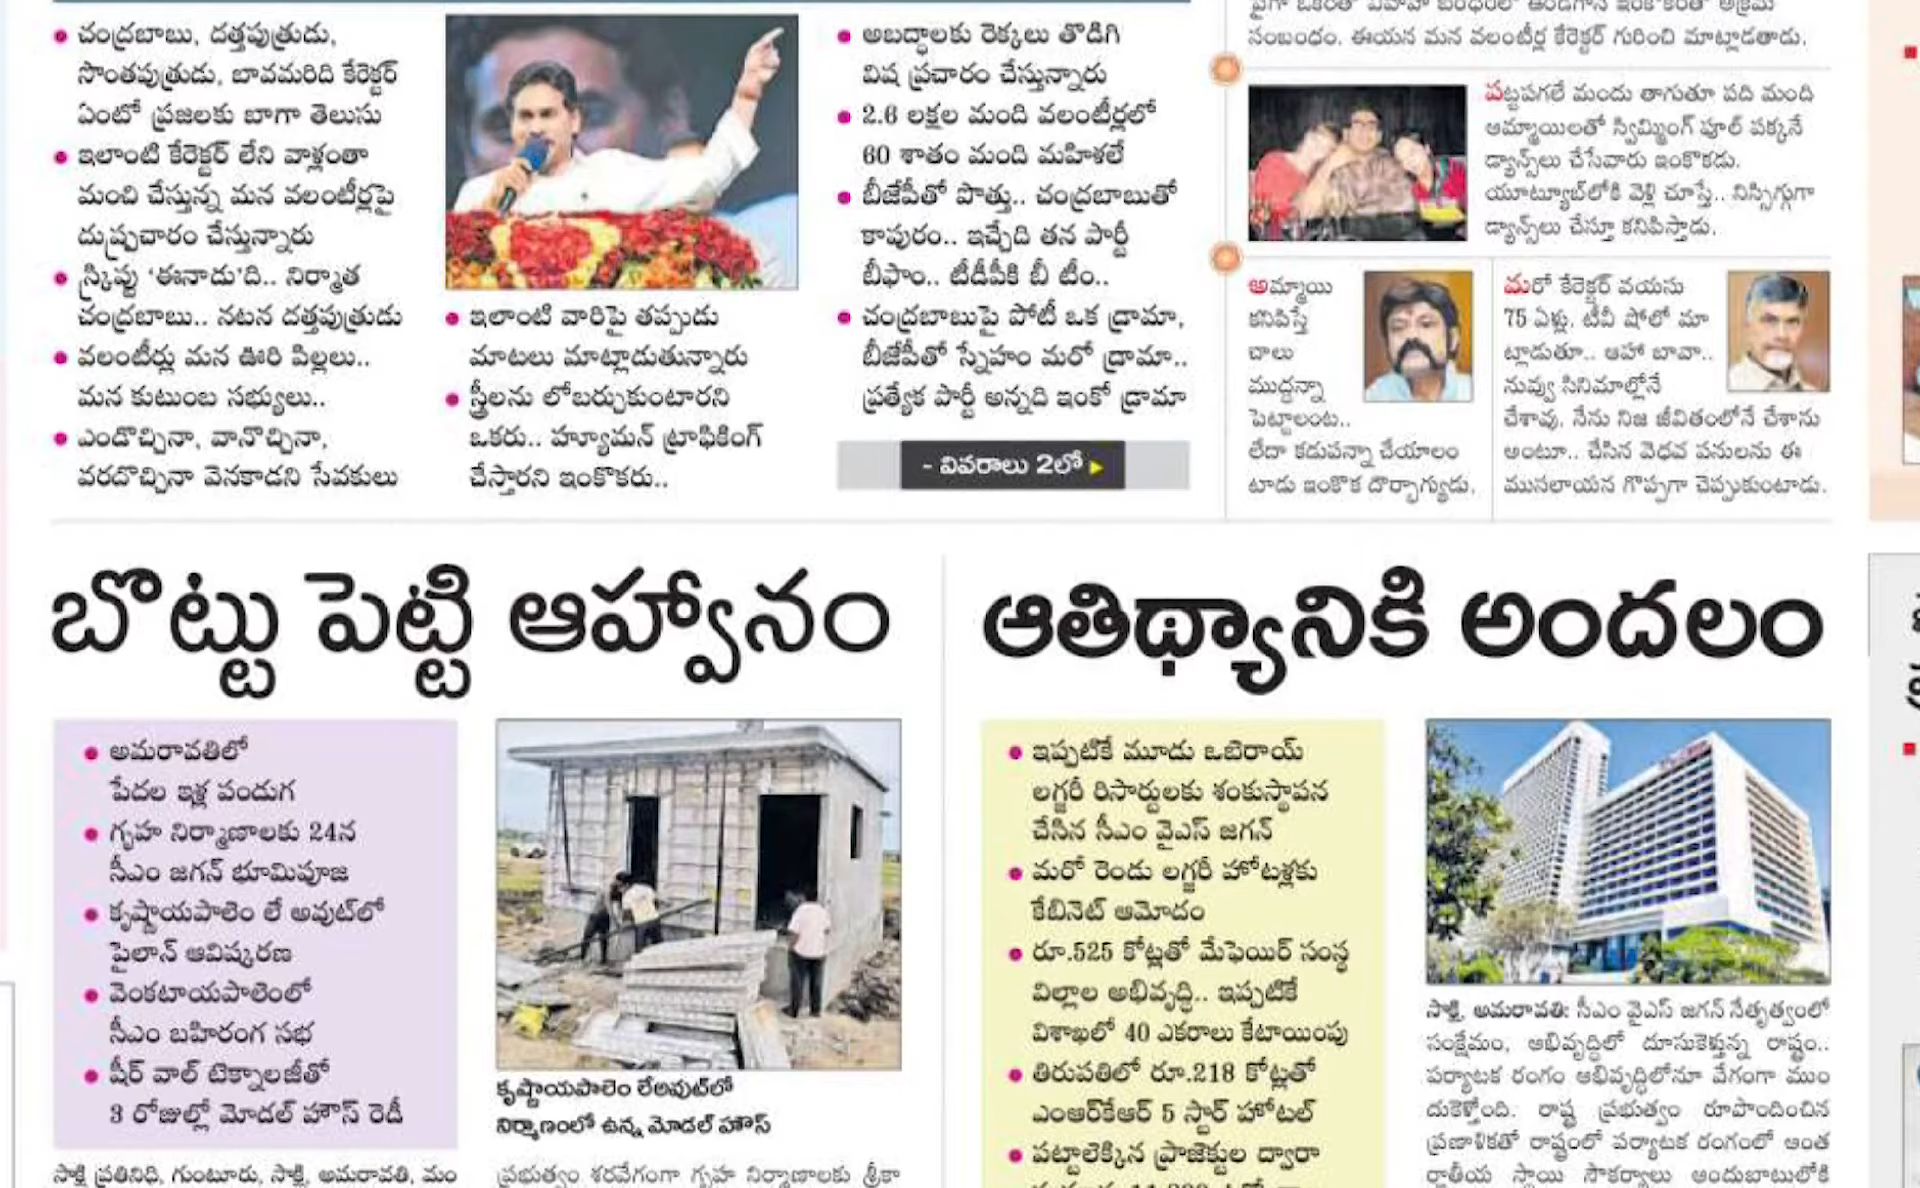 చంద్రబాబు, దత్తపుత్రుడు,
సొంతపుత్రుడు, బావమరిది కేరెక్టర్
ఏంటో ప్రజలకు బాగా తెలుసు
ఇలాంటి కేరెక్టర్ లేని వాళ్లంతా
మంచి చేస్తున్న మన వలంటీర్లపై
దుష్ప్రచారం చేస్తున్నారు
స్క్రిప్టు ‘ఈనాడు’ది.. నిర్మాత
చంద్రబాబు.. నటన దత్తపుత్రుడు
వలంటీర్లు మన ఊరి పిల్లలు..
మన కుటుంబ సభ్యులు..
ఎండొచ్చినా, వానొచ్చినా,
వరదొచ్చినా వెనకాడని సేవకులు
ఇలాంటి వారిపై తప్పుడు
మాటలు మాట్లాడుతున్నారు
స్త్రీలను లోబర్చుకుంటారని
ఒకరు.. హ్యూమన్ ట్రాఫికింగ్
చేస్తారని ఇంకొకరు..
అబద్ధాలకు రెక్కలు తొడిగి
విష ప్రచారం చేస్తున్నారు
2.6 లక్షల మంది వలంటీర్లలో
60 శాతం మంది మహిళలే
బీజేపీతో పొత్తు.. చంద్రబాబుతో
కాపురం.. ఇచ్చేది తన పార్టీ
బీఫాం.. టీడీపీకి బీ టీం..
చంద్రబాబుపై పోటీ ఒక డ్రామా,
బీజేపీతో స్నేహం మరో డ్రామా..
ప్రత్యేక పార్టీ అన్నది ఇంకో డ్రామా
- వివరాలు 2లో
సంబంధం. ఈయన మన వలంటీర్ల కేరెక్టర్ గురించి మాట్లాడతాడు.
పట్టపగలే మందు తాగుతూ పది మంది
అమ్మాయిలతో స్విమ్మింగ్ పూల్ పక్కనే
డ్యాన్స్‌లు చేసేవారు ఇంకొకడు.
యూట్యూబ్‌లోకి వెళ్లి చూస్తే.. నిస్సిగ్గుగా
డ్యాన్స్‌లు చేస్తూ కనిపిస్తాడు.
అమ్మాయి
కనిపిస్తే
చాలు
ముద్దన్నా
పెట్టాలంట..
లేదా కడుపన్నా చేయాలం
టాడు ఇంకొక దౌర్భాగ్యుడు.
మరో కేరెక్టర్ వయసు
75 ఏళ్లు. టీవీ షోలో మా
ట్లాడుతూ.. ఆహా బావా..
నువ్వు సినిమాల్లోనే
చేశావు. నేను నిజ జీవితంలోనే చేశాను
అంటూ.. చేసిన వెధవ పనులను ఈ
ముసలాయన గొప్పగా చెప్పుకుంటాడు.
బొట్టు పెట్టి ఆహ్వానం
అమరావతిలో
పేదల ఇళ్ల పండుగ
గృహ నిర్మాణాలకు 24న
సీఎం జగన్ భూమిపూజ
కృష్ణాయపాలెం లే అవుట్‌లో
పైలాన్ ఆవిష్కరణ
వెంకటాయపాలెంలో
సీఎం బహిరంగ సభ
షీర్ వాల్ టెక్నాలజీతో
3 రోజుల్లో మోడల్ హౌస్ రెడీ
సాక్షి ప్రతినిధి, గుంటూరు, సాక్షి, అమరావతి, మం
కృష్ణాయపాలెం లేఅవుట్‌లో
నిర్మాణంలో ఉన్న మోడల్ హౌస్
ప్రభుత్వం శరవేగంగా గృహ నిర్మాణాలకు శ్రీకా
ఆతిథ్యానికి అందలం
ఇప్పటికే మూడు ఒబెరాయ్
లగ్జరీ రిసార్టులకు శంకుస్థాపన
చేసిన సీఎం వైఎస్ జగన్
మరో రెండు లగ్జరీ హోటళ్లకు
కేబినెట్ ఆమోదం
రూ.525 కోట్లతో మేఫెయిర్ సంస్థ
విల్లాల అభివృద్ధి.. ఇప్పటికే
విశాఖలో 40 ఎకరాలు కేటాయింపు
తిరుపతిలో రూ.218 కోట్లతో
ఎంఆర్‌కేఆర్ 5 స్టార్ హోటల్
పట్టాలెక్కిన ప్రాజెక్టుల ద్వారా
సాక్షి, అమరావతి: సీఎం వైఎస్ జగన్ నేతృత్వంలో
సంక్షేమం, అభివృద్ధిలో దూసుకెళ్తున్న రాష్ట్రం..
పర్యాటక రంగం అభివృద్ధిలోనూ వేగంగా ముం
దుకెళ్తోంది. రాష్ట్ర ప్రభుత్వం రూపొందించిన
ప్రణాళికతో రాష్ట్రంలో పర్యాటక రంగంలో అంత
ర్జాతీయ స్థాయి సౌకర్యాలు అందుబాటులోకి